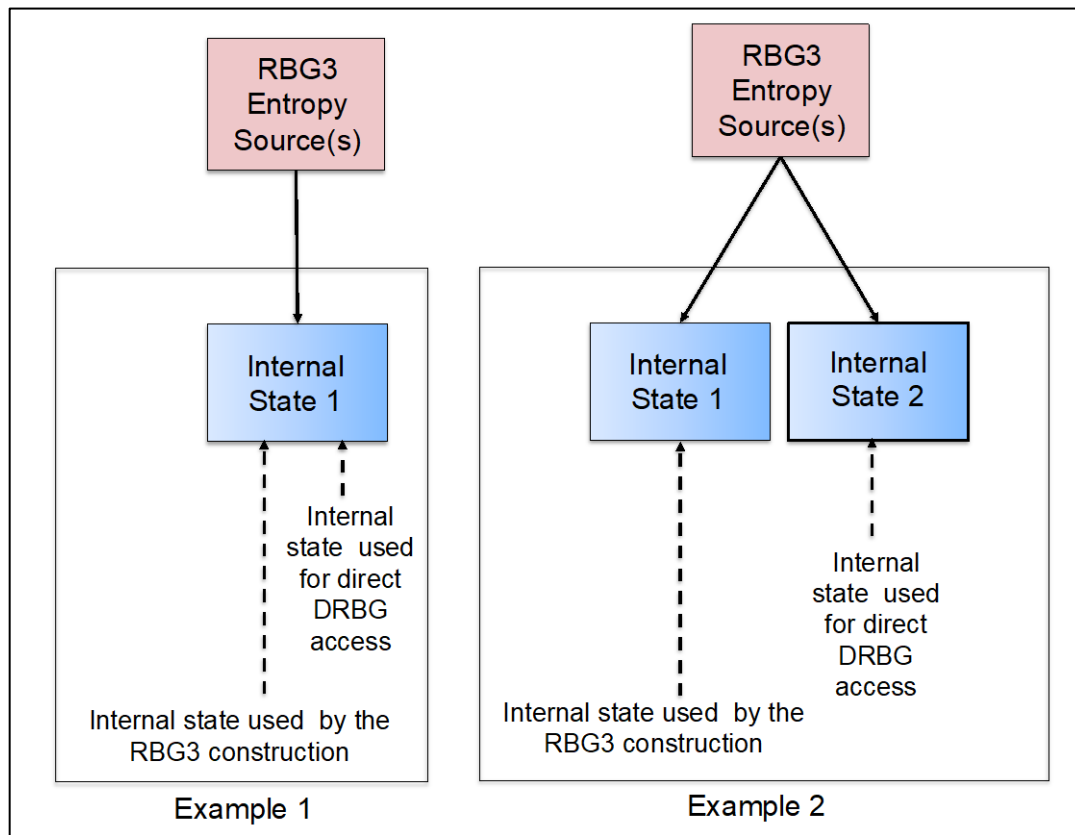 RBG3
Entropy
Source(s)
Internal
State 1
Internal
state used
for direct
DRBG
access
Internal state used by the
RBG3 construction
Example 1
RBG3
Entropy
Source(s)
Internal
State 1
Internal
State 2
Internal
state used
for direct
DRBG
access
Internal state used by the
RBG3 construction
Example 2